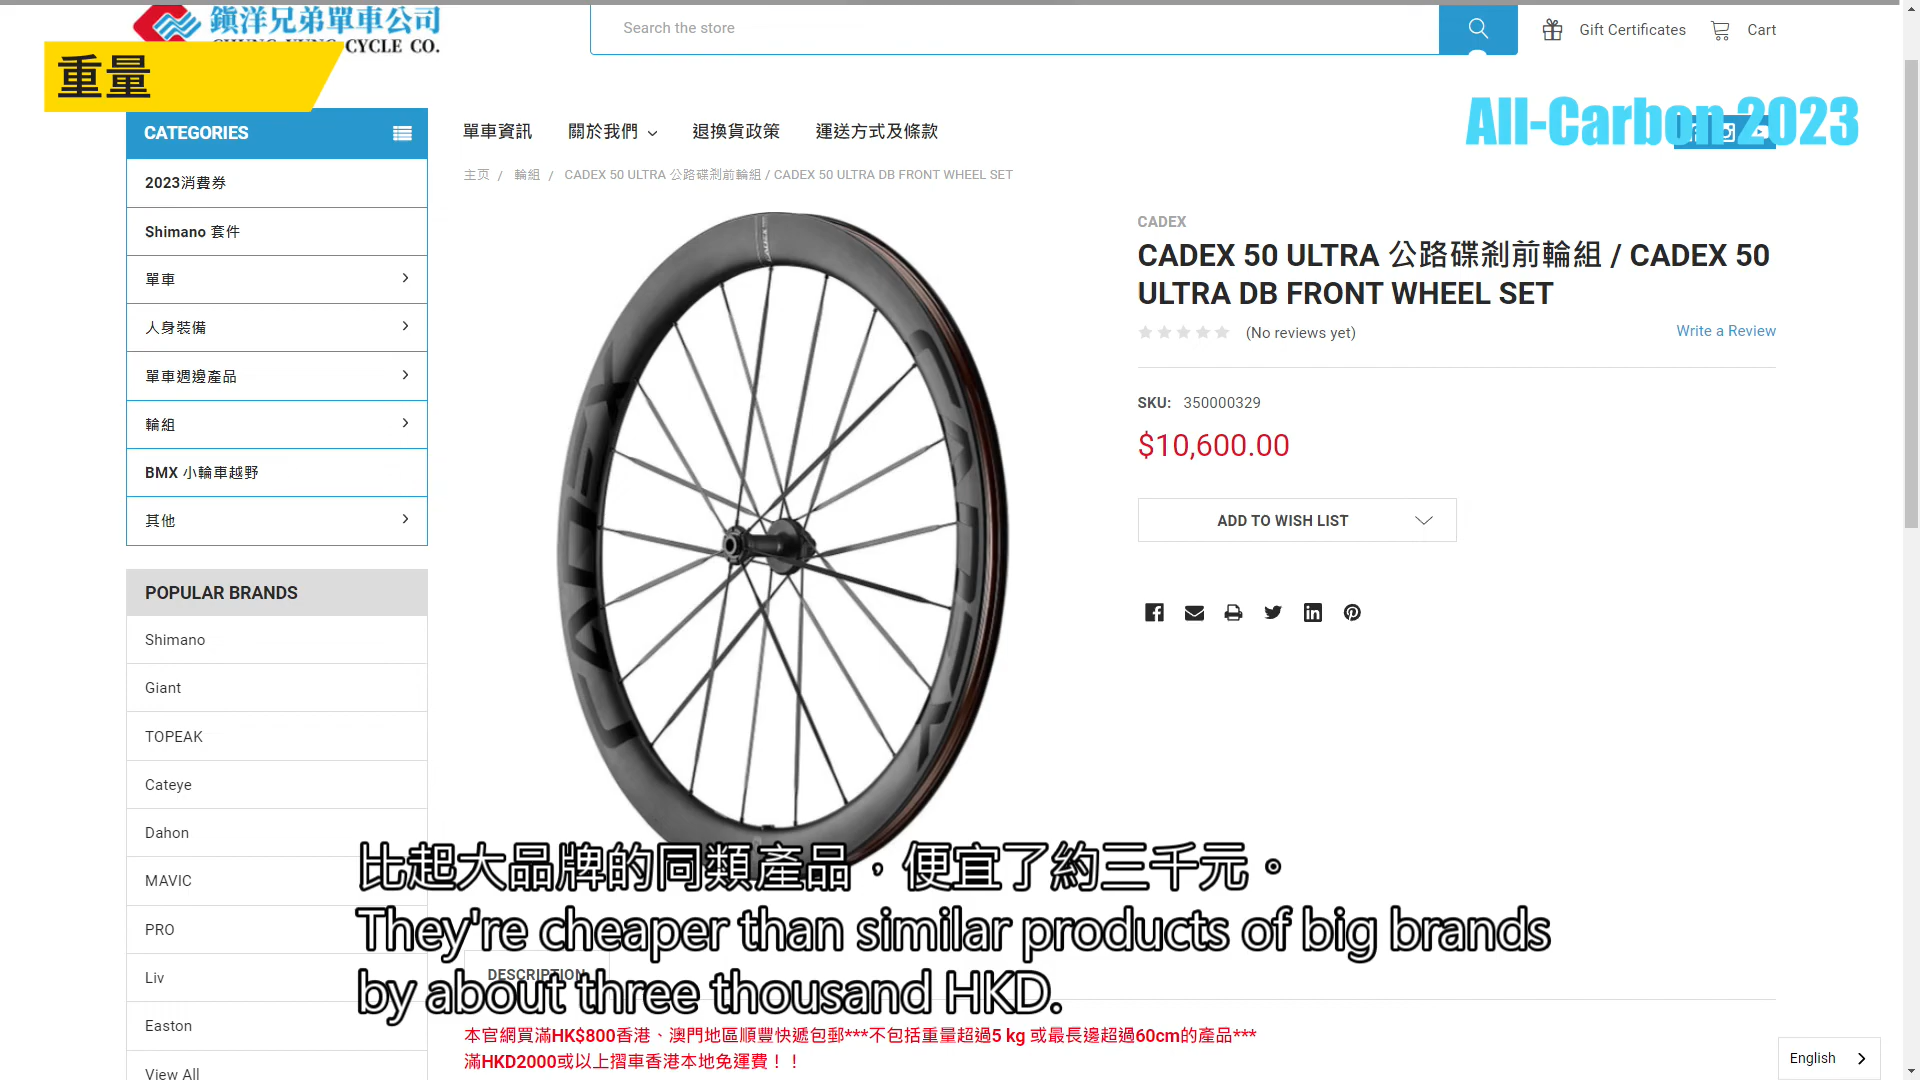 鎮洋兄弟單車公司
CYCLE CO.
Search the store
Gift Certificates
Cart
重量
All-Carbon 2023
CATEGORIES
單車資訊
關於我們
退換貨政策
運送方式及條款
主页 / 輪組 / CADEX 50 ULTRA 公路碟剎前輪組 / CADEX 50 ULTRA DB FRONT WHEEL SET
2023消費券
Shimano 套件
單車
人身裝備
單車週邊產品
輪組
BMX 小輪車越野
其他
POPULAR BRANDS
Shimano
Giant
TOPEAK
Cateye
Dahon
MAVIC
PRO
Liv
Easton
View All
CADEX
CADEX
CADEX
CADEX
CADEX 50 ULTRA 公路碟剎前輪組 / CADEX 50
ULTRA DB FRONT WHEEL SET
(No reviews yet)
Write a Review
SKU: 350000329
$10,600.00
ADD TO WISH LIST
比起大品牌的同類產品，便宜了約三千元。
They're cheaper than similar products of big brands
by about three thousand HKD.
DESCRIPTION
本官網買滿HK$800香港、澳門地區順豐快遞包郵***不包括重量超過5 kg 或最長邊超過60cm的產品***
滿HKD2000或以上摺車香港本地免運費！！
English